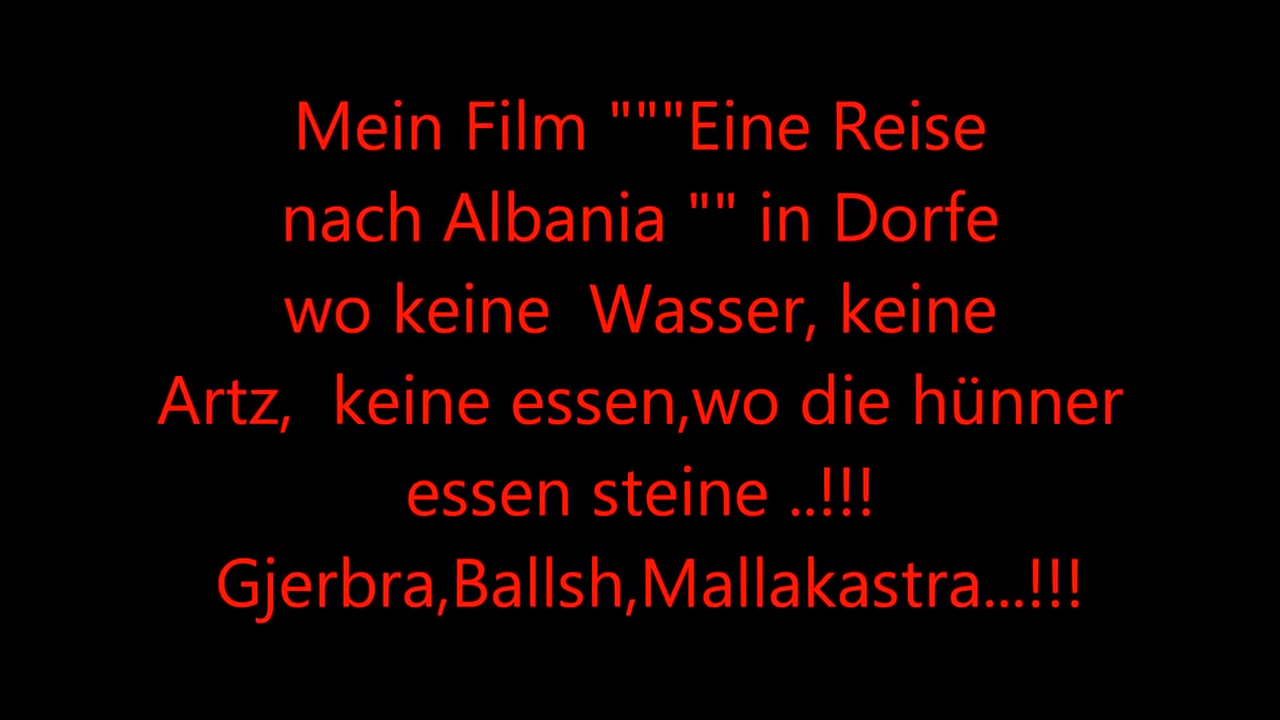 Mein Film """Eine Reise
nach Albania "" in Dorfe
wo keine  Wasser, keine
Artz,  keine essen,wo die hünner
essen steine ..!!!
Gjerbra,Ballsh,Mallakastra...!!!